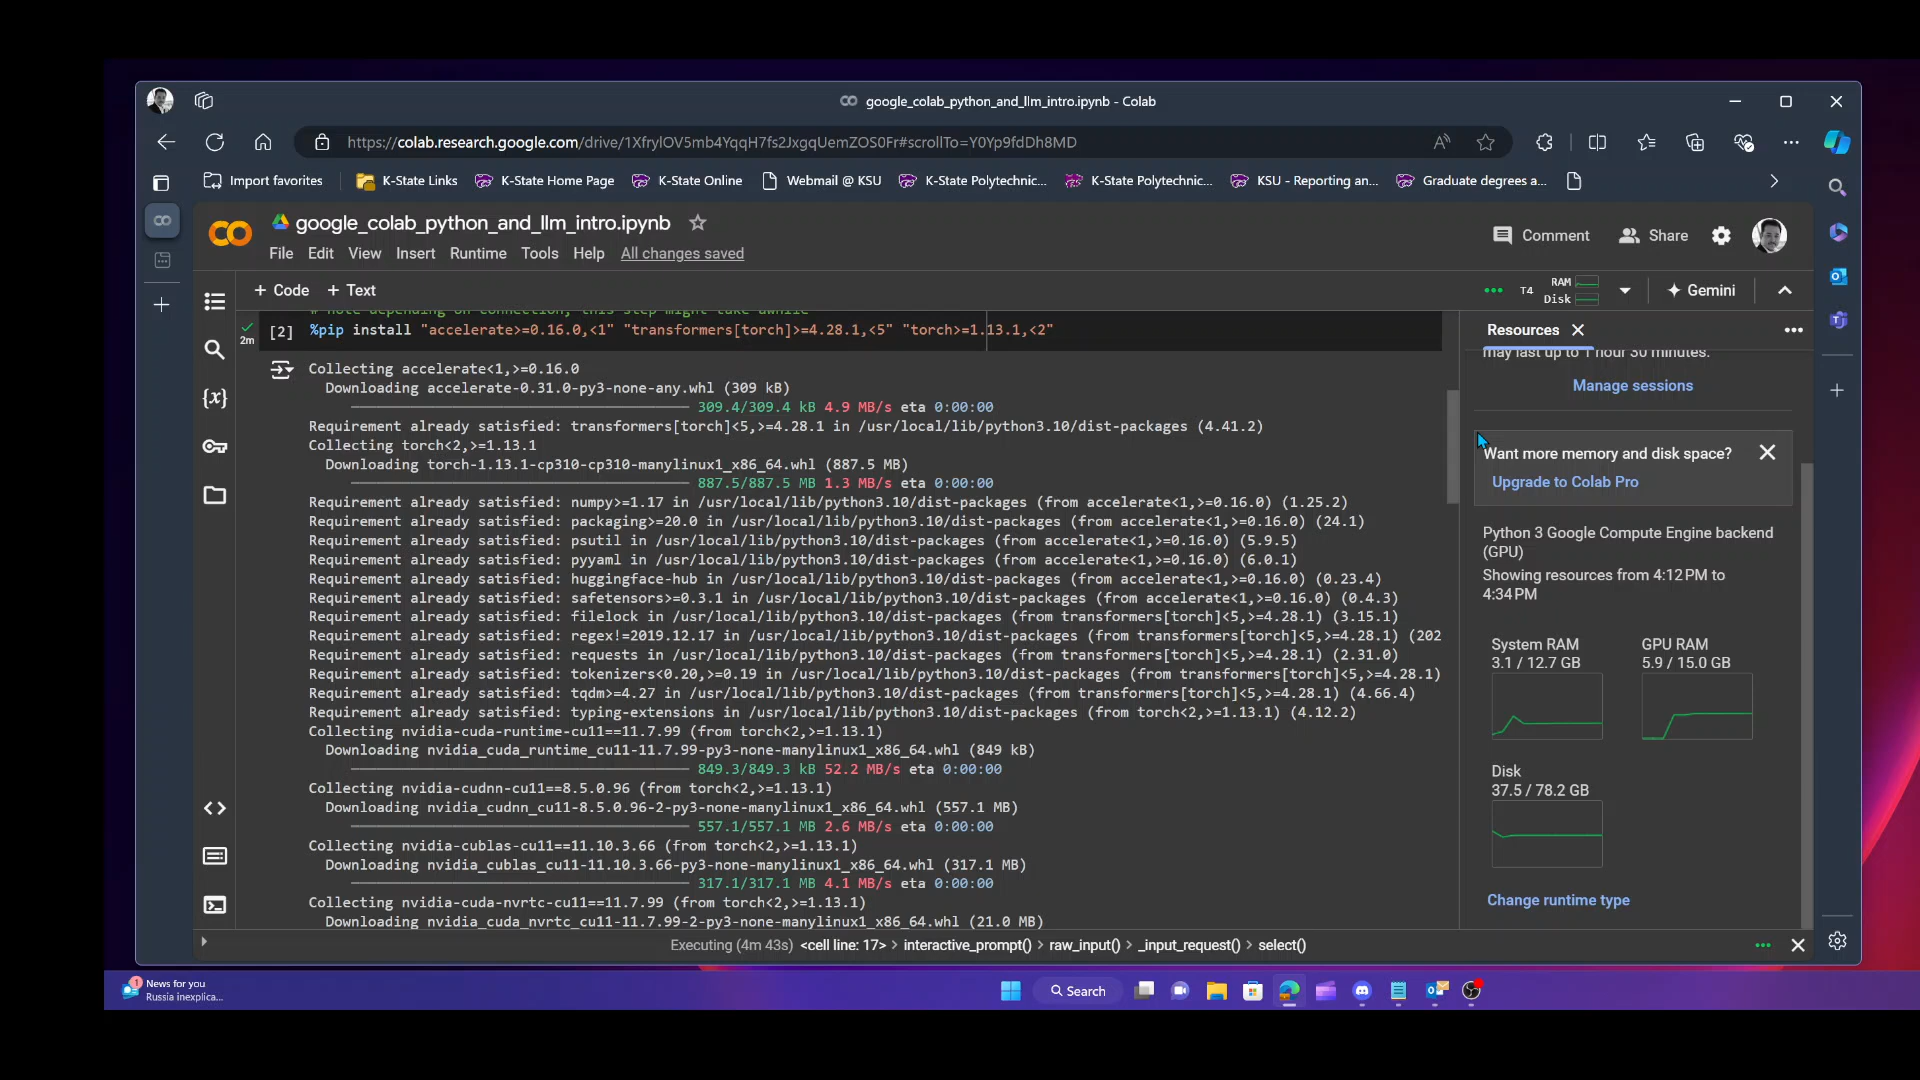 google_colab_python_and_llm_intro.ipynb - Colab
https://colab.research.google.com/drive/1XfrylOV5mb4YqqH7fs2JxgqUemZOS0Fr#scrollTo=Y0Yp9fdDh8MD
Import favorites K-State Links K-State Home Page K-State Online Webmail @ KSU K-State Polytechnic... K-State Polytechnic... KSU - Reporting an... Graduate degrees a...
google_colab_python_and_llm_intro.ipynb
Comment Share
File Edit View Insert Runtime Tools Help All changes saved
+ Code + Text
T4 RAM Disk Gemini
# note depending on connection, this step might take awhile
2m [2] %pip install "accelerate>=0.16.0,<1" "transformers[torch]>=4.28.1,<5" "torch>=1.13.1,<2"
Collecting accelerate<1,>=0.16.0
Downloading accelerate-0.31.0-py3-none-any.whl (309 kB)
309.4/309.4 kB 4.9 MB/s eta 0:00:00
Requirement already satisfied: transformers[torch]<5,>=4.28.1 in /usr/local/lib/python3.10/dist-packages (4.41.2)
Collecting torch<2,>=1.13.1
Downloading torch-1.13.1-cp310-cp310-manylinux1_x86_64.whl (887.5 MB)
887.5/887.5 MB 1.3 MB/s eta 0:00:00
Requirement already satisfied: numpy>=1.17 in /usr/local/lib/python3.10/dist-packages (from accelerate<1,>=0.16.0) (1.25.2)
Requirement already satisfied: packaging>=20.0 in /usr/local/lib/python3.10/dist-packages (from accelerate<1,>=0.16.0) (24.1)
Requirement already satisfied: psutil in /usr/local/lib/python3.10/dist-packages (from accelerate<1,>=0.16.0) (5.9.5)
Requirement already satisfied: pyyaml in /usr/local/lib/python3.10/dist-packages (from accelerate<1,>=0.16.0) (6.0.1)
Requirement already satisfied: huggingface-hub in /usr/local/lib/python3.10/dist-packages (from accelerate<1,>=0.16.0) (0.23.4)
Requirement already satisfied: safetensors>=0.3.1 in /usr/local/lib/python3.10/dist-packages (from accelerate<1,>=0.16.0) (0.4.3)
Requirement already satisfied: filelock in /usr/local/lib/python3.10/dist-packages (from transformers[torch]<5,>=4.28.1) (3.15.1)
Requirement already satisfied: regex!=2019.12.17 in /usr/local/lib/python3.10/dist-packages (from transformers[torch]<5,>=4.28.1) (202
Requirement already satisfied: requests in /usr/local/lib/python3.10/dist-packages (from transformers[torch]<5,>=4.28.1) (2.31.0)
Requirement already satisfied: tokenizers<0.20,>=0.19 in /usr/local/lib/python3.10/dist-packages (from transformers[torch]<5,>=4.28.1)
Requirement already satisfied: tqdm>=4.27 in /usr/local/lib/python3.10/dist-packages (from transformers[torch]<5,>=4.28.1) (4.66.4)
Requirement already satisfied: typing-extensions in /usr/local/lib/python3.10/dist-packages (from torch<2,>=1.13.1) (4.12.2)
Collecting nvidia-cuda-runtime-cu11==11.7.99 (from torch<2,>=1.13.1)
Downloading nvidia_cuda_runtime_cu11-11.7.99-py3-none-manylinux1_x86_64.whl (849 kB)
849.3/849.3 kB 52.2 MB/s eta 0:00:00
Collecting nvidia-cudnn-cu11==8.5.0.96 (from torch<2,>=1.13.1)
Downloading nvidia_cudnn_cu11-8.5.0.96-2-py3-none-manylinux1_x86_64.whl (557.1 MB)
557.1/557.1 MB 2.6 MB/s eta 0:00:00
Collecting nvidia-cublas-cu11==11.10.3.66 (from torch<2,>=1.13.1)
Downloading nvidia_cublas_cu11-11.10.3.66-py3-none-manylinux1_x86_64.whl (317.1 MB)
317.1/317.1 MB 4.1 MB/s eta 0:00:00
Collecting nvidia-cuda-nvrtc-cu11==11.7.99 (from torch<2,>=1.13.1)
Downloading nvidia_cuda_nvrtc_cu11-11.7.99-2-py3-none-manylinux1_x86_64.whl (21.0 MB)
Resources
may last up to 1 hour 30 minutes.
Manage sessions
Want more memory and disk space?
Upgrade to Colab Pro
Python 3 Google Compute Engine backend
(GPU)
Showing resources from 4:12 PM to
4:34 PM
System RAM
3.1 / 12.7 GB
GPU RAM
5.9 / 15.0 GB
Disk
37.5 / 78.2 GB
Change runtime type
Executing (4m 43s) <cell line: 17> > interactive_prompt() > raw_input() > _input_request() > select()
1
News for you
Russia inexplica...
Search